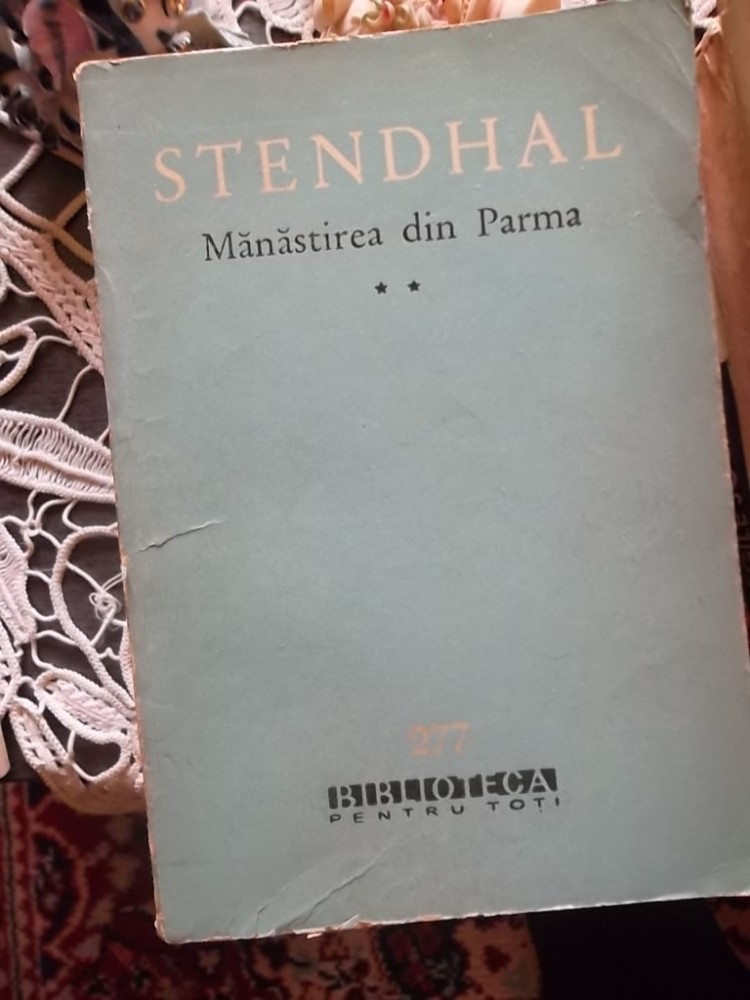 STENDHAL
Mănăstirea din Parma
★ ★
277
BIBLIOTECA
PENTRU TOȚI